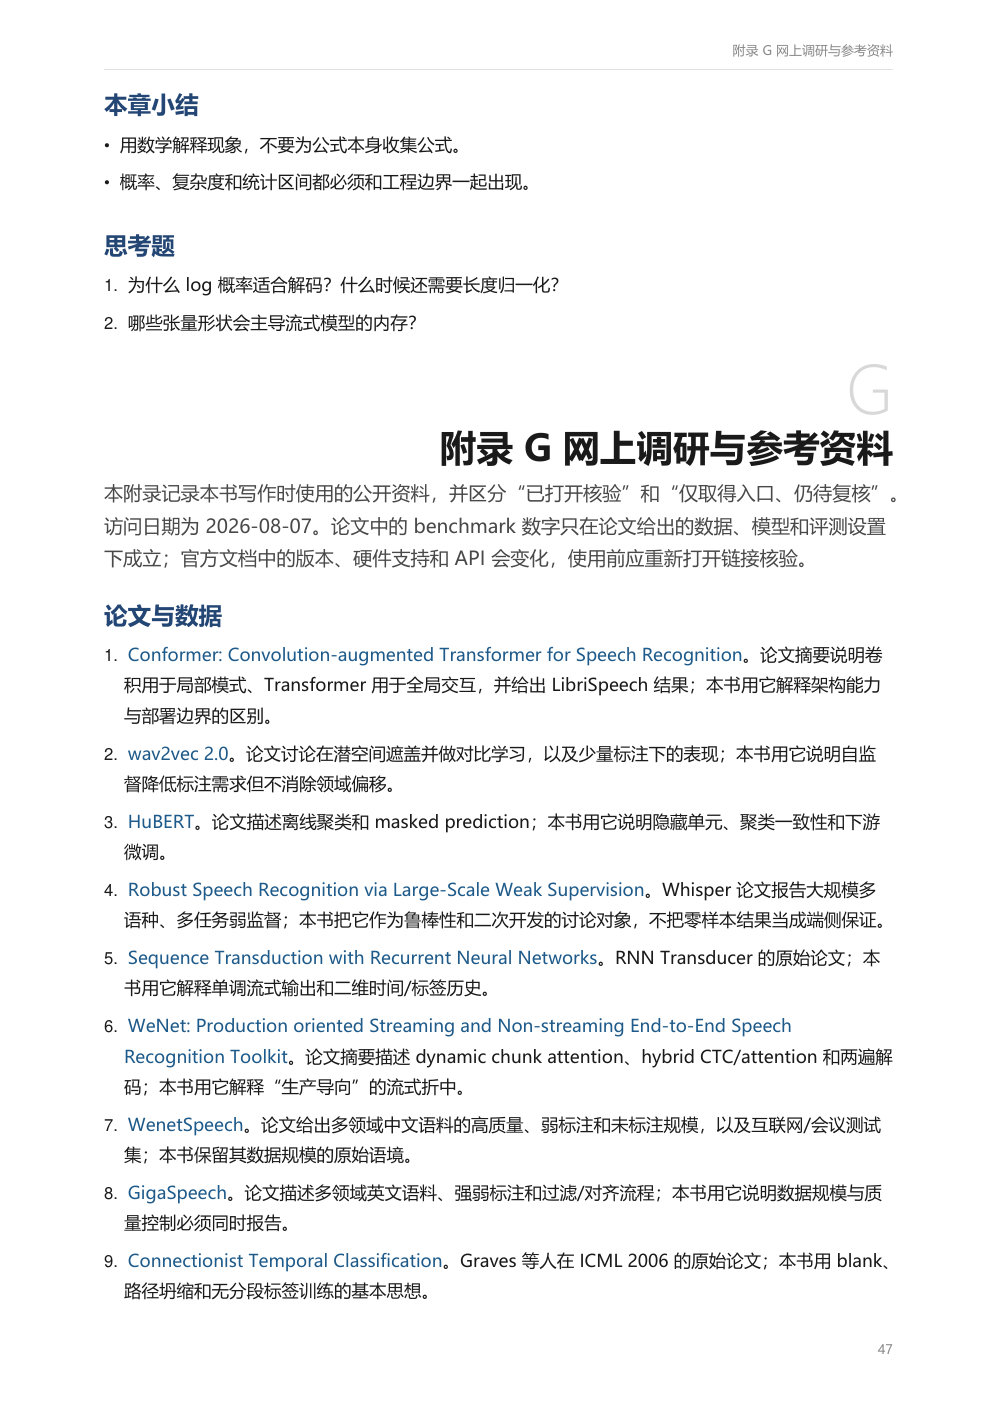 附录 G 网上调研与参考资料
本章小结
• 用数学解释现象，不要为公式本身收集公式。
• 概率、复杂度和统计区间都必须和工程边界一起出现。
思考题
1. 为什么 log 概率适合解码？什么时候还需要长度归一化？
2. 哪些张量形状会主导流式模型的内存？
G
附录 G 网上调研与参考资料
本附录记录本书写作时使用的公开资料，并区分“已打开核验”和“仅取得入口、仍待复核”。
访问日期为 2026-08-07。论文中的 benchmark 数字只在论文给出的数据、模型和评测设置
下成立；官方文档中的版本、硬件支持和 API 会变化，使用前应重新打开链接核验。
论文与数据
1. Conformer: Convolution-augmented Transformer for Speech Recognition。论文摘要说明卷
积用于局部模式、Transformer 用于全局交互，并给出 LibriSpeech 结果；本书用它解释架构能力
与部署边界的区别。
2. wav2vec 2.0。论文讨论在潜空间遮盖并做对比学习，以及少量标注下的表现；本书用它说明自监
督降低标注需求但不消除领域偏移。
3. HuBERT。论文描述离线聚类和 masked prediction；本书用它说明隐藏单元、聚类一致性和下游
微调。
4. Robust Speech Recognition via Large-Scale Weak Supervision。Whisper 论文报告大规模多
语种、多任务弱监督；本书把它作为鲁棒性和二次开发的讨论对象，不把零样本结果当成端侧保证。
5. Sequence Transduction with Recurrent Neural Networks。RNN Transducer 的原始论文；本
书用它解释单调流式输出和二维时间/标签历史。
6. WeNet: Production oriented Streaming and Non-streaming End-to-End Speech
Recognition Toolkit。论文摘要描述 dynamic chunk attention、hybrid CTC/attention 和两遍解
码；本书用它解释“生产导向”的流式折中。
7. WenetSpeech。论文给出多领域中文语料的高质量、弱标注和未标注规模，以及互联网/会议测试
集；本书保留其数据规模的原始语境。
8. GigaSpeech。论文描述多领域英文语料、强弱标注和过滤/对齐流程；本书用它说明数据规模与质
量控制必须同时报告。
9. Connectionist Temporal Classification。Graves 等人在 ICML 2006 的原始论文；本书用 blank、
路径坍缩和无分段标签训练的基本思想。
47